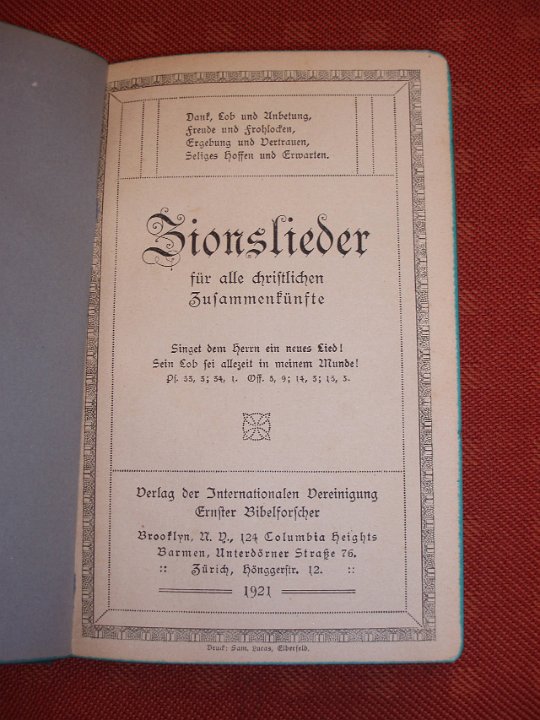 Dank, Lob und Anbetung,
Freude und Frohlocken,
Ergebung und Vertrauen,
Seliges Hoffen und Erwarten.
Zionslieder
für alle christlichen
Zusammenkünfte
Singet dem Herrn ein neues Lied!
Sein Lob sei allezeit in meinem Munde!
Ps. 33, 3; 34, 1. Off. 5, 9; 14, 3; 15, 3.
Verlag der Internationalen Vereinigung
Ernster Bibelforscher
Brooklyn, N. Y., 124 Columbia Heights
Barmen, Unterdörner Straße 76.
:: Zürich, Hönggerstr. 12. ::
1921
Druck: Sam. Lucas, Elberfeld.